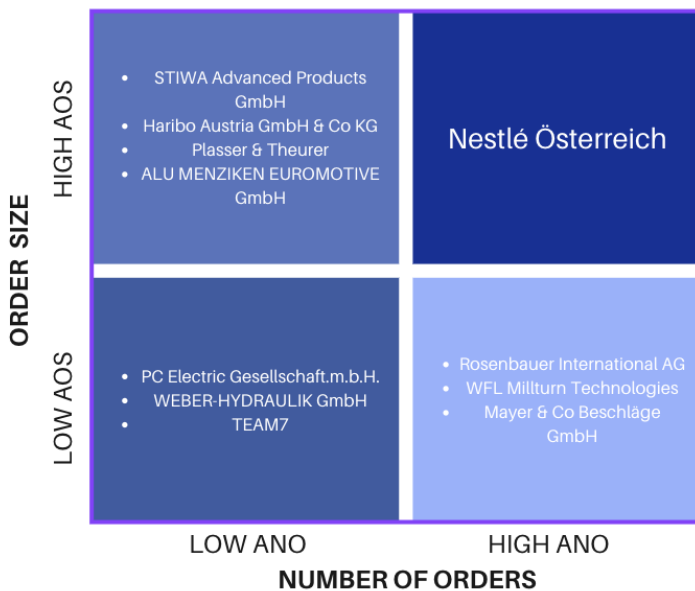 ORDER SIZE
HIGH AOS
• STIWA Advanced Products
GmbH
• Haribo Austria GmbH & Co KG
• Plasser & Theurer
• ALU MENZIKEN EUROMOTIVE
GmbH
Nestlé Österreich
LOW AOS
• PC Electric Gesellschaft.m.b.H.
• WEBER-HYDRAULIK GmbH
• TEAM7
• Rosenbauer International AG
• WFL Millturn Technologies
• Mayer & Co Beschläge
GmbH
LOW ANO
HIGH ANO
NUMBER OF ORDERS